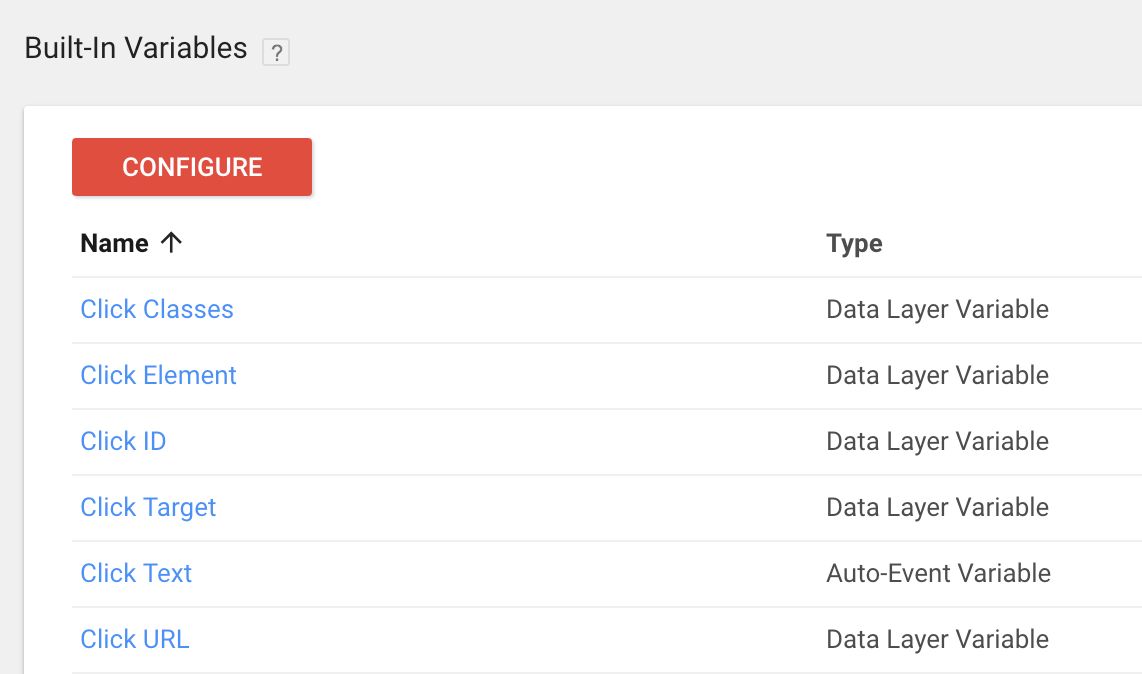 Built-In Variables ?
CONFIGURE
Name ↑ Type
Click Classes Data Layer Variable
Click Element Data Layer Variable
Click ID Data Layer Variable
Click Target Data Layer Variable
Click Text Auto-Event Variable
Click URL Data Layer Variable